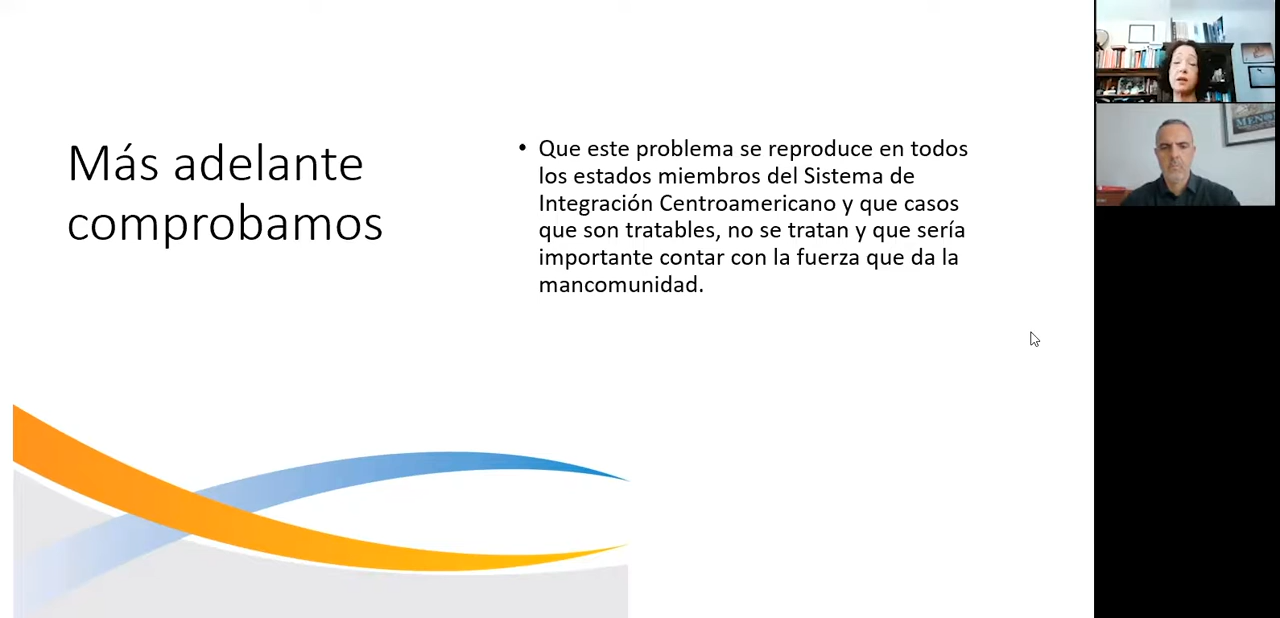 Más adelante
comprobamos
• Que este problema se reproduce en todos
los estados miembros del Sistema de
Integración Centroamericano y que casos
que son tratables, no se tratan y que sería
importante contar con la fuerza que da la
mancomunidad.